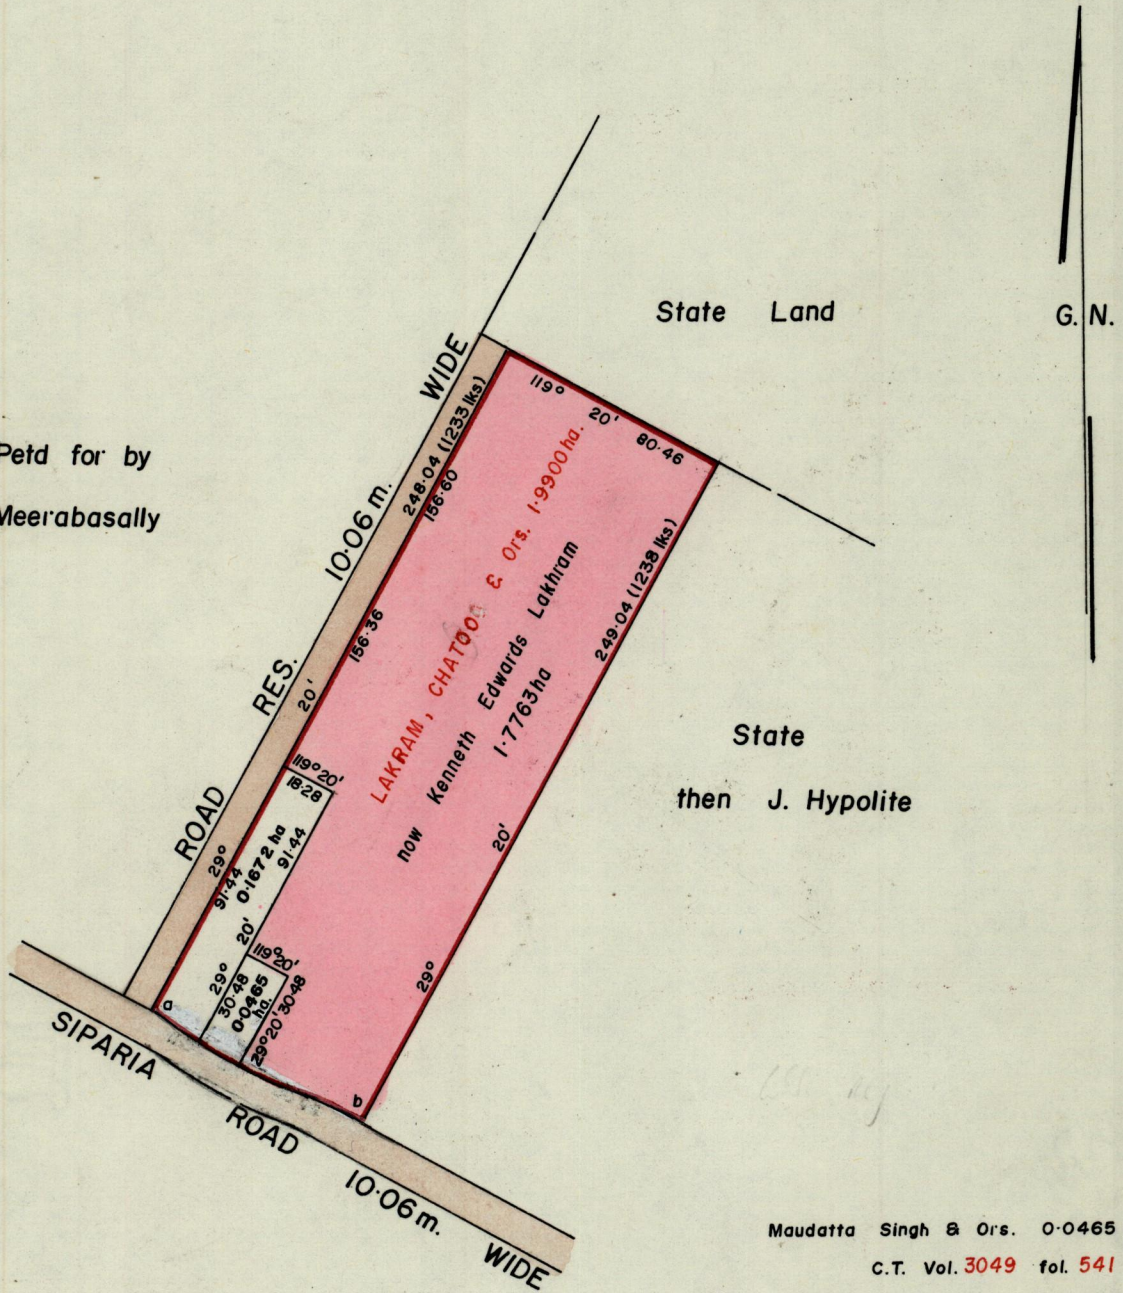 State Land
G. N.
WIDE
10·06 m.
RES.
ROAD
Petd for by
Meerabasally
248·04 (1233 lks)
156·60
156·36
20'
119°
20'
80·46
LAKRAM, CHATOO & Ors. 1·9900 ha.
now Kenneth Edwards Lakhram
1·7763 ha
249·04 (1238 lks)
20'
29°
State
then J. Hypolite
119°20'
18·28
29°
91·44
0·1672 ha
91·44
20'
29°
119°20'
30·48
0·0465
ha.
29°20' 30·48
a
b
SIPARIA ROAD 10·06 m. WIDE
Maudatta Singh & Ors. 0·0465
C.T. Vol. 3049 fol. 541